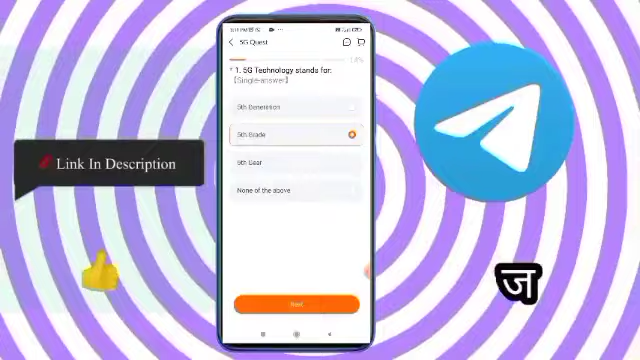 5G Quest
* 1. 5G Technology stands for:
[Single-answer]
5th Generation
5th Grade
5th Gear
None of the above
Next
Link In Description
ज